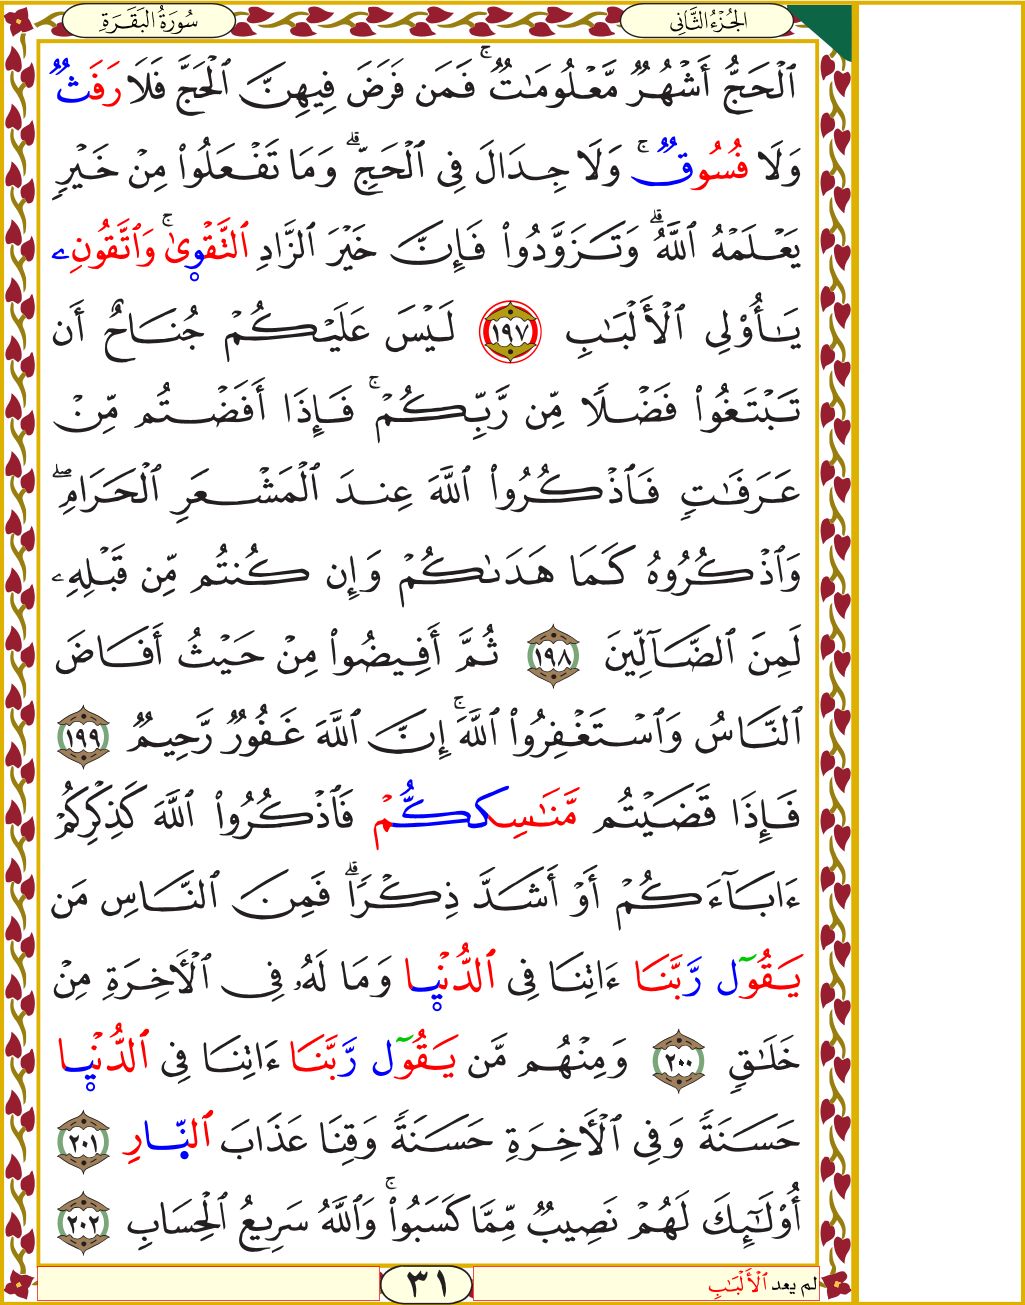 الجُزْءُ الثَّانِي
سُورَةُ البَقَرَةِ
ٱلْحَجُّ أَشْهُرٌ مَّعْلُومَٰتٌ ۚ فَمَن فَرَضَ فِيهِنَّ ٱلْحَجَّ فَلَا رَفَثٌ
وَلَا فُسُوقٌ ۚ وَلَا جِدَالَ فِى ٱلْحَجِّ ۗ وَمَا تَفْعَلُوا۟ مِنْ خَيْرٍ
يَعْلَمْهُ ٱللَّهُ ۗ وَتَزَوَّدُوا۟ فَإِنَّ خَيْرَ ٱلزَّادِ ٱلتَّقْوىٰ ۚ وَٱتَّقُونِۦ
يَٰٓأُو۟لِى ٱلْأَلْبَٰبِ ١٩٧ لَيْسَ عَلَيْكُمْ جُنَاحٌ أَن
تَبْتَغُوا۟ فَضْلًا مِّن رَّبِّكُمْ ۚ فَإِذَا أَفَضْتُم مِّنْ
عَرَفَٰتٍ فَٱذْكُرُوا۟ ٱللَّهَ عِندَ ٱلْمَشْعَرِ ٱلْحَرَامِ ۖ
وَٱذْكُرُوهُ كَمَا هَدَىٰكُمْ وَإِن كُنتُم مِّن قَبْلِهِۦ
لَمِنَ ٱلضَّآلِّينَ ١٩٨ ثُمَّ أَفِيضُوا۟ مِنْ حَيْثُ أَفَاضَ
ٱلنَّاسُ وَٱسْتَغْفِرُوا۟ ٱللَّهَ ۚ إِنَّ ٱللَّهَ غَفُورٌ رَّحِيمٌ ١٩٩
فَإِذَا قَضَيْتُم مَّنَٰسِككُّمْ فَٱذْكُرُوا۟ ٱللَّهَ كَذِكْرِكُمْ
ءَابَآءَكُمْ أَوْ أَشَدَّ ذِكْرًا ۗ فَمِنَ ٱلنَّاسِ مَن
يَقُوٓل رَّبَّنَا ءَاتِنَا فِى ٱلدُّنْيٜا وَمَا لَهُۥ فِى ٱلْأَخِرَةِ مِنْ
خَلَٰقٍ ٢٠٠ وَمِنْهُم مَّن يَقُوٓل رَّبَّنَا ءَاتِنَا فِى ٱلدُّنْيٜا
حَسَنَةً وَفِى ٱلْأَخِرَةِ حَسَنَةً وَقِنَا عَذَابَ ٱلنّ۪ارِ ٢٠١
أُو۟لَٰٓئِكَ لَهُمْ نَصِيبٌ مِّمَّا كَسَبُوا۟ ۚ وَٱللَّهُ سَرِيعُ ٱلْحِسَابِ ٢٠٢
لم يعد ٱلْأَلْبَٰبِ
٣١